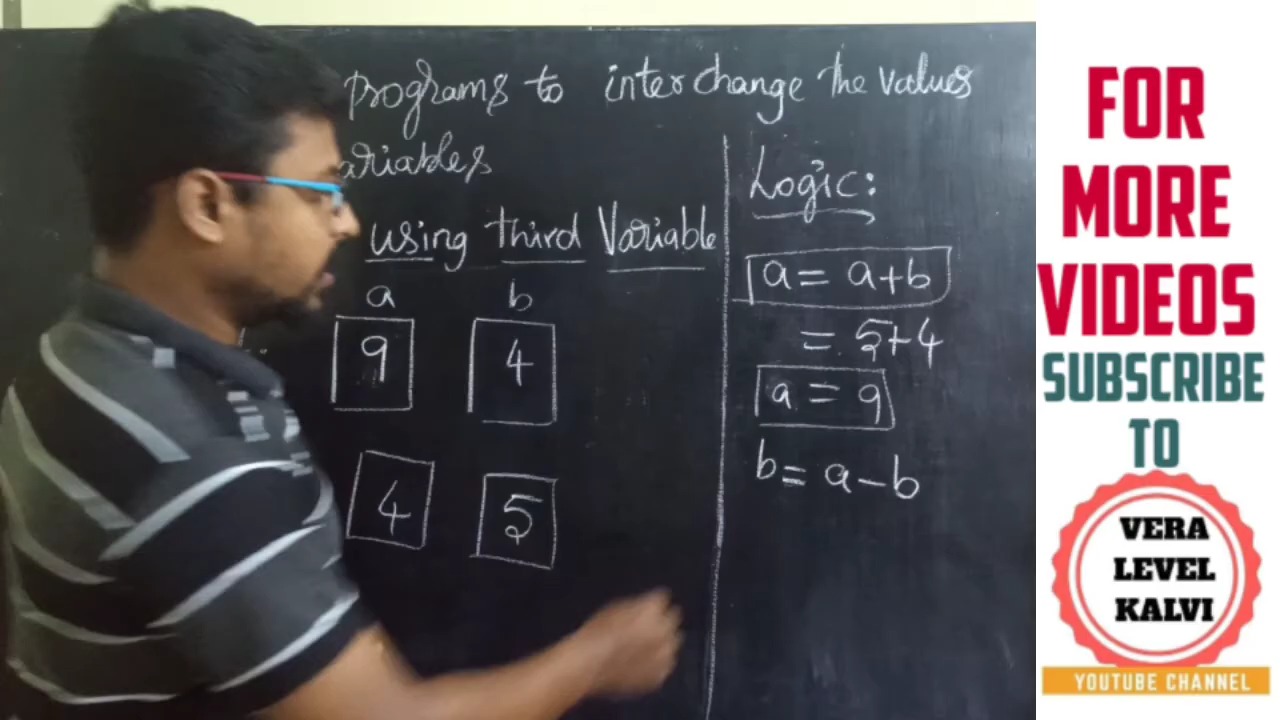 programs to interchange the values
ariables
using third Variable
a b
9 4
4 5
Logic:
a = a+b
= 5+4
a = 9
b = a-b
FOR
MORE
VIDEOS
SUBSCRIBE
TO
VERA
LEVEL
KALVI
YOUTUBE CHANNEL